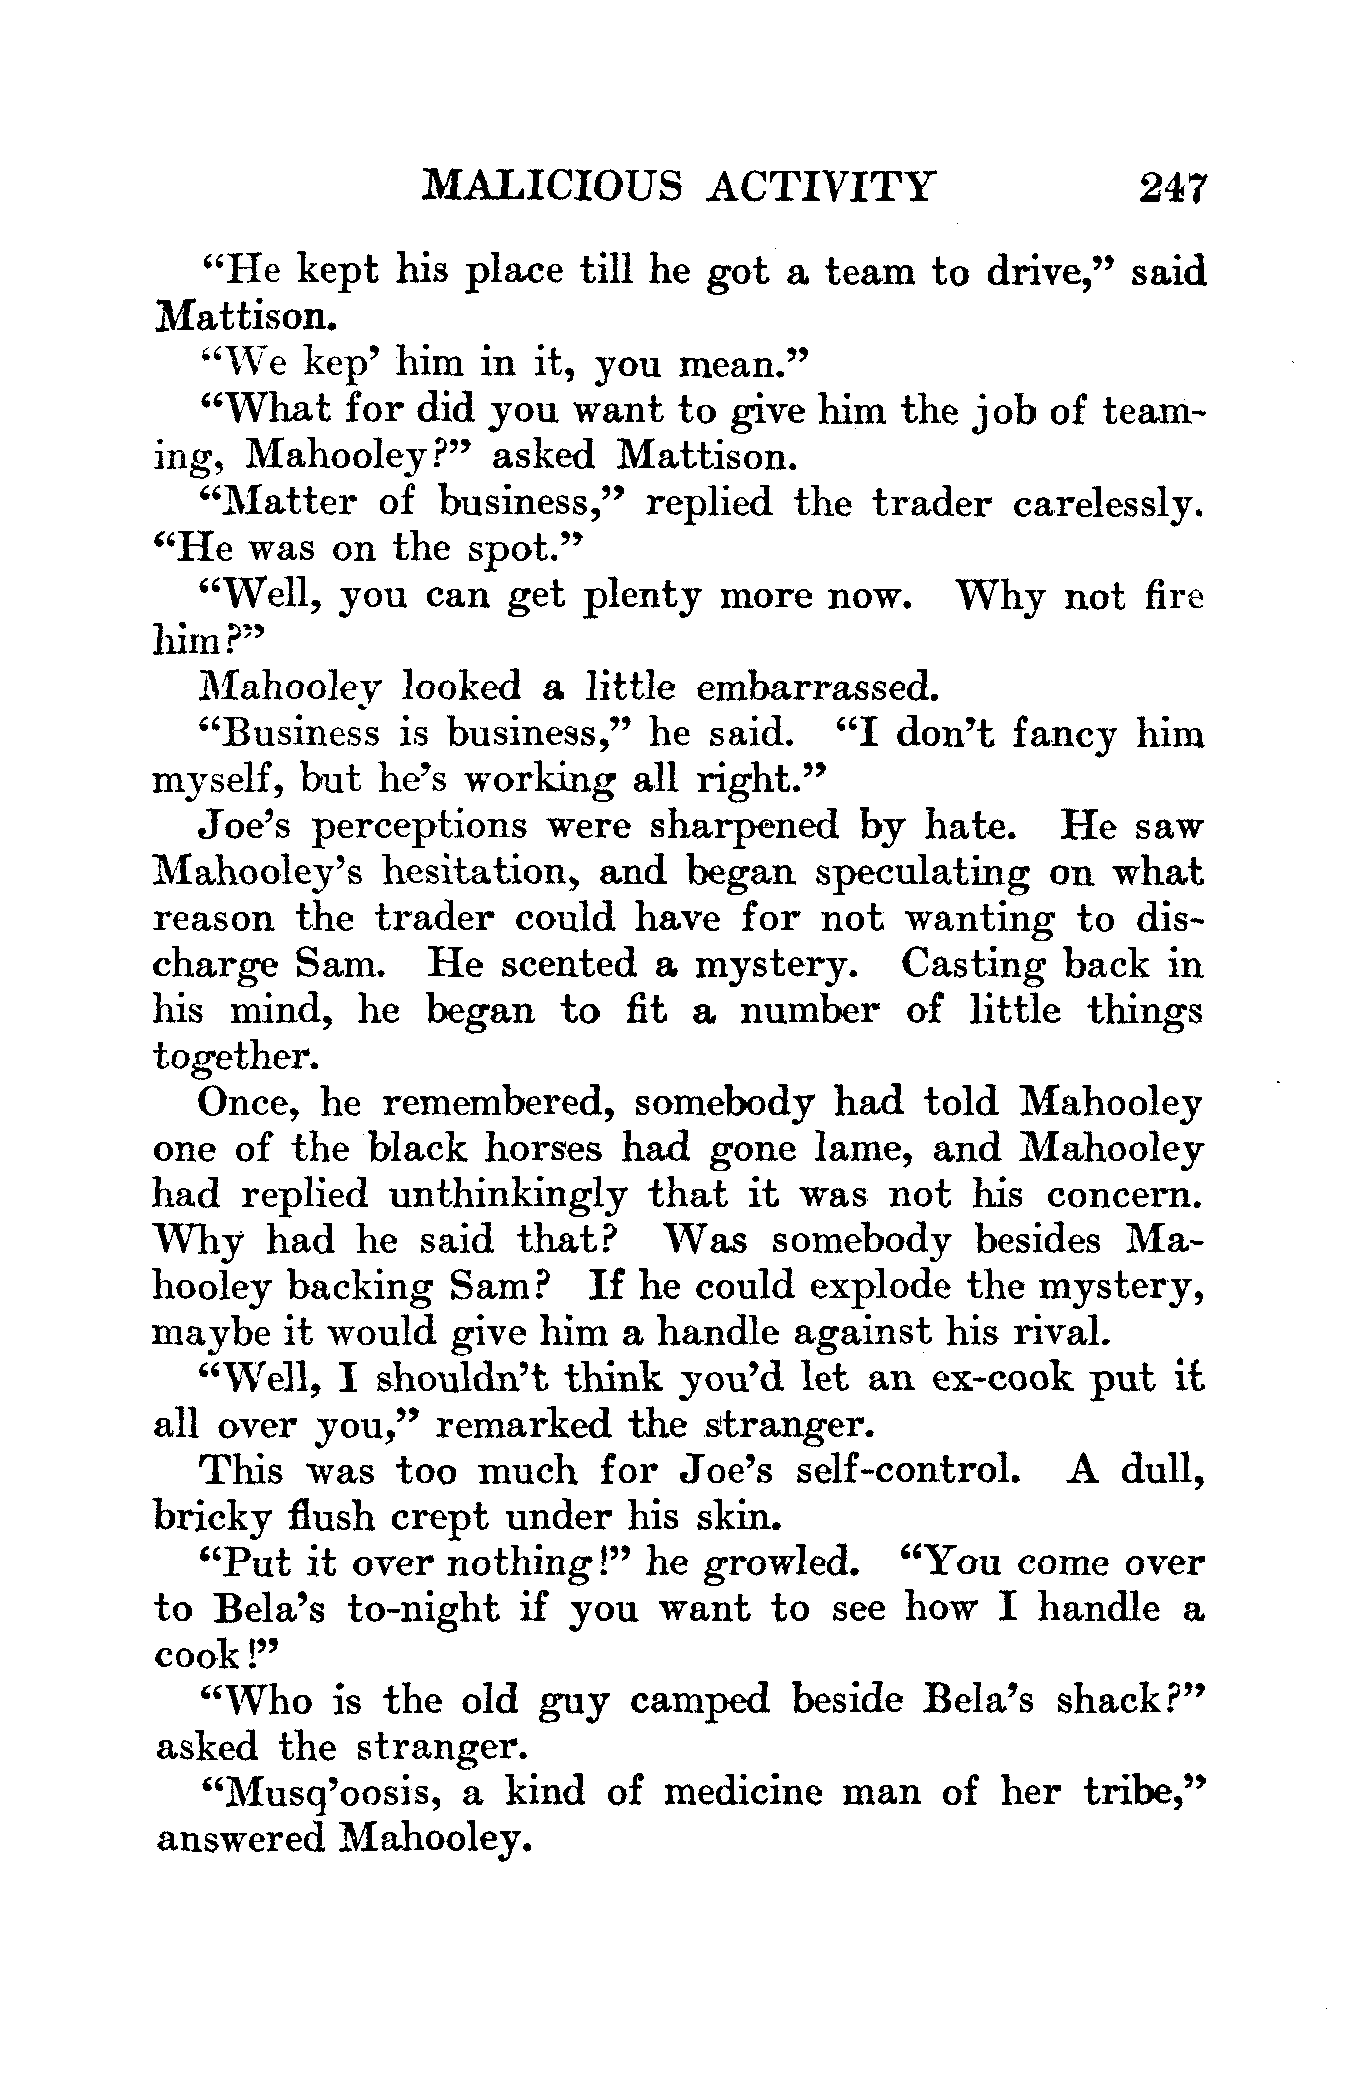 MALICIOUS ACTIVITY 247
“He kept his place till he got a team to drive,” said
Mattison.
“We kep’ him in it, you mean.”
“What for did you want to give him the job of team-
ing, Mahooley?” asked Mattison.
“Matter of business,” replied the trader carelessly.
“He was on the spot.”
“Well, you can get plenty more now. Why not fire
him?”
Mahooley looked a little embarrassed.
“Business is business,” he said. “I don’t fancy him
myself, but he’s working all right.”
Joe’s perceptions were sharpened by hate. He saw
Mahooley’s hesitation, and began speculating on what
reason the trader could have for not wanting to dis-
charge Sam. He scented a mystery. Casting back in
his mind, he began to fit a number of little things
together.
Once, he remembered, somebody had told Mahooley
one of the black horses had gone lame, and Mahooley
had replied unthinkingly that it was not his concern.
Why had he said that? Was somebody besides Ma-
hooley backing Sam? If he could explode the mystery,
maybe it would give him a handle against his rival.
“Well, I shouldn’t think you’d let an ex-cook put it
all over you,” remarked the stranger.
This was too much for Joe’s self-control. A dull,
bricky flush crept under his skin.
“Put it over nothing!” he growled. “You come over
to Bela’s to-night if you want to see how I handle a
cook!”
“Who is the old guy camped beside Bela’s shack?”
asked the stranger.
“Musq’oosis, a kind of medicine man of her tribe,”
answered Mahooley.